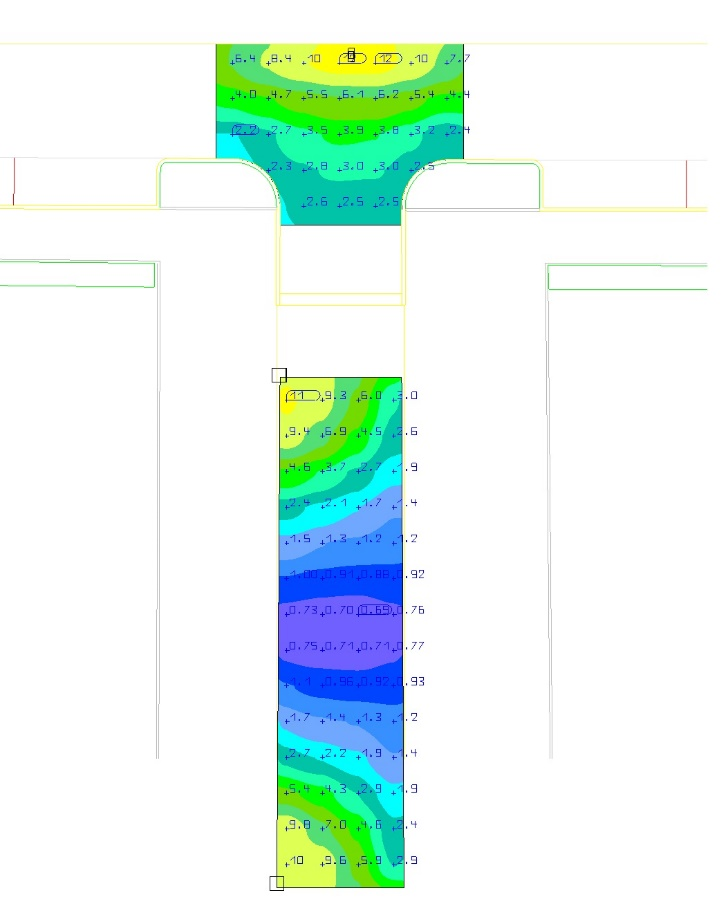 6.4 8.4 10 12 10 7.7
4.0 4.7 5.5 6.1 6.2 5.4 4.4
2.2 2.7 3.5 3.9 3.8 3.2 2.4
2.3 2.8 3.0 3.0 2.5
2.6 2.5 2.5
11 9.3 6.0 3.0
9.4 6.9 4.5 2.6
4.6 3.7 2.7 1.9
2.4 2.1 1.7 1.4
1.5 1.3 1.2 1.2
1.00 0.91 0.88 0.92
0.73 0.70 0.69 0.76
0.75 0.71 0.71 0.77
1.1 0.96 0.92 0.93
1.7 1.4 1.3 1.2
2.7 2.2 1.9 1.4
5.4 4.3 2.9 1.9
9.8 7.0 4.6 2.4
10 9.6 5.9 2.9